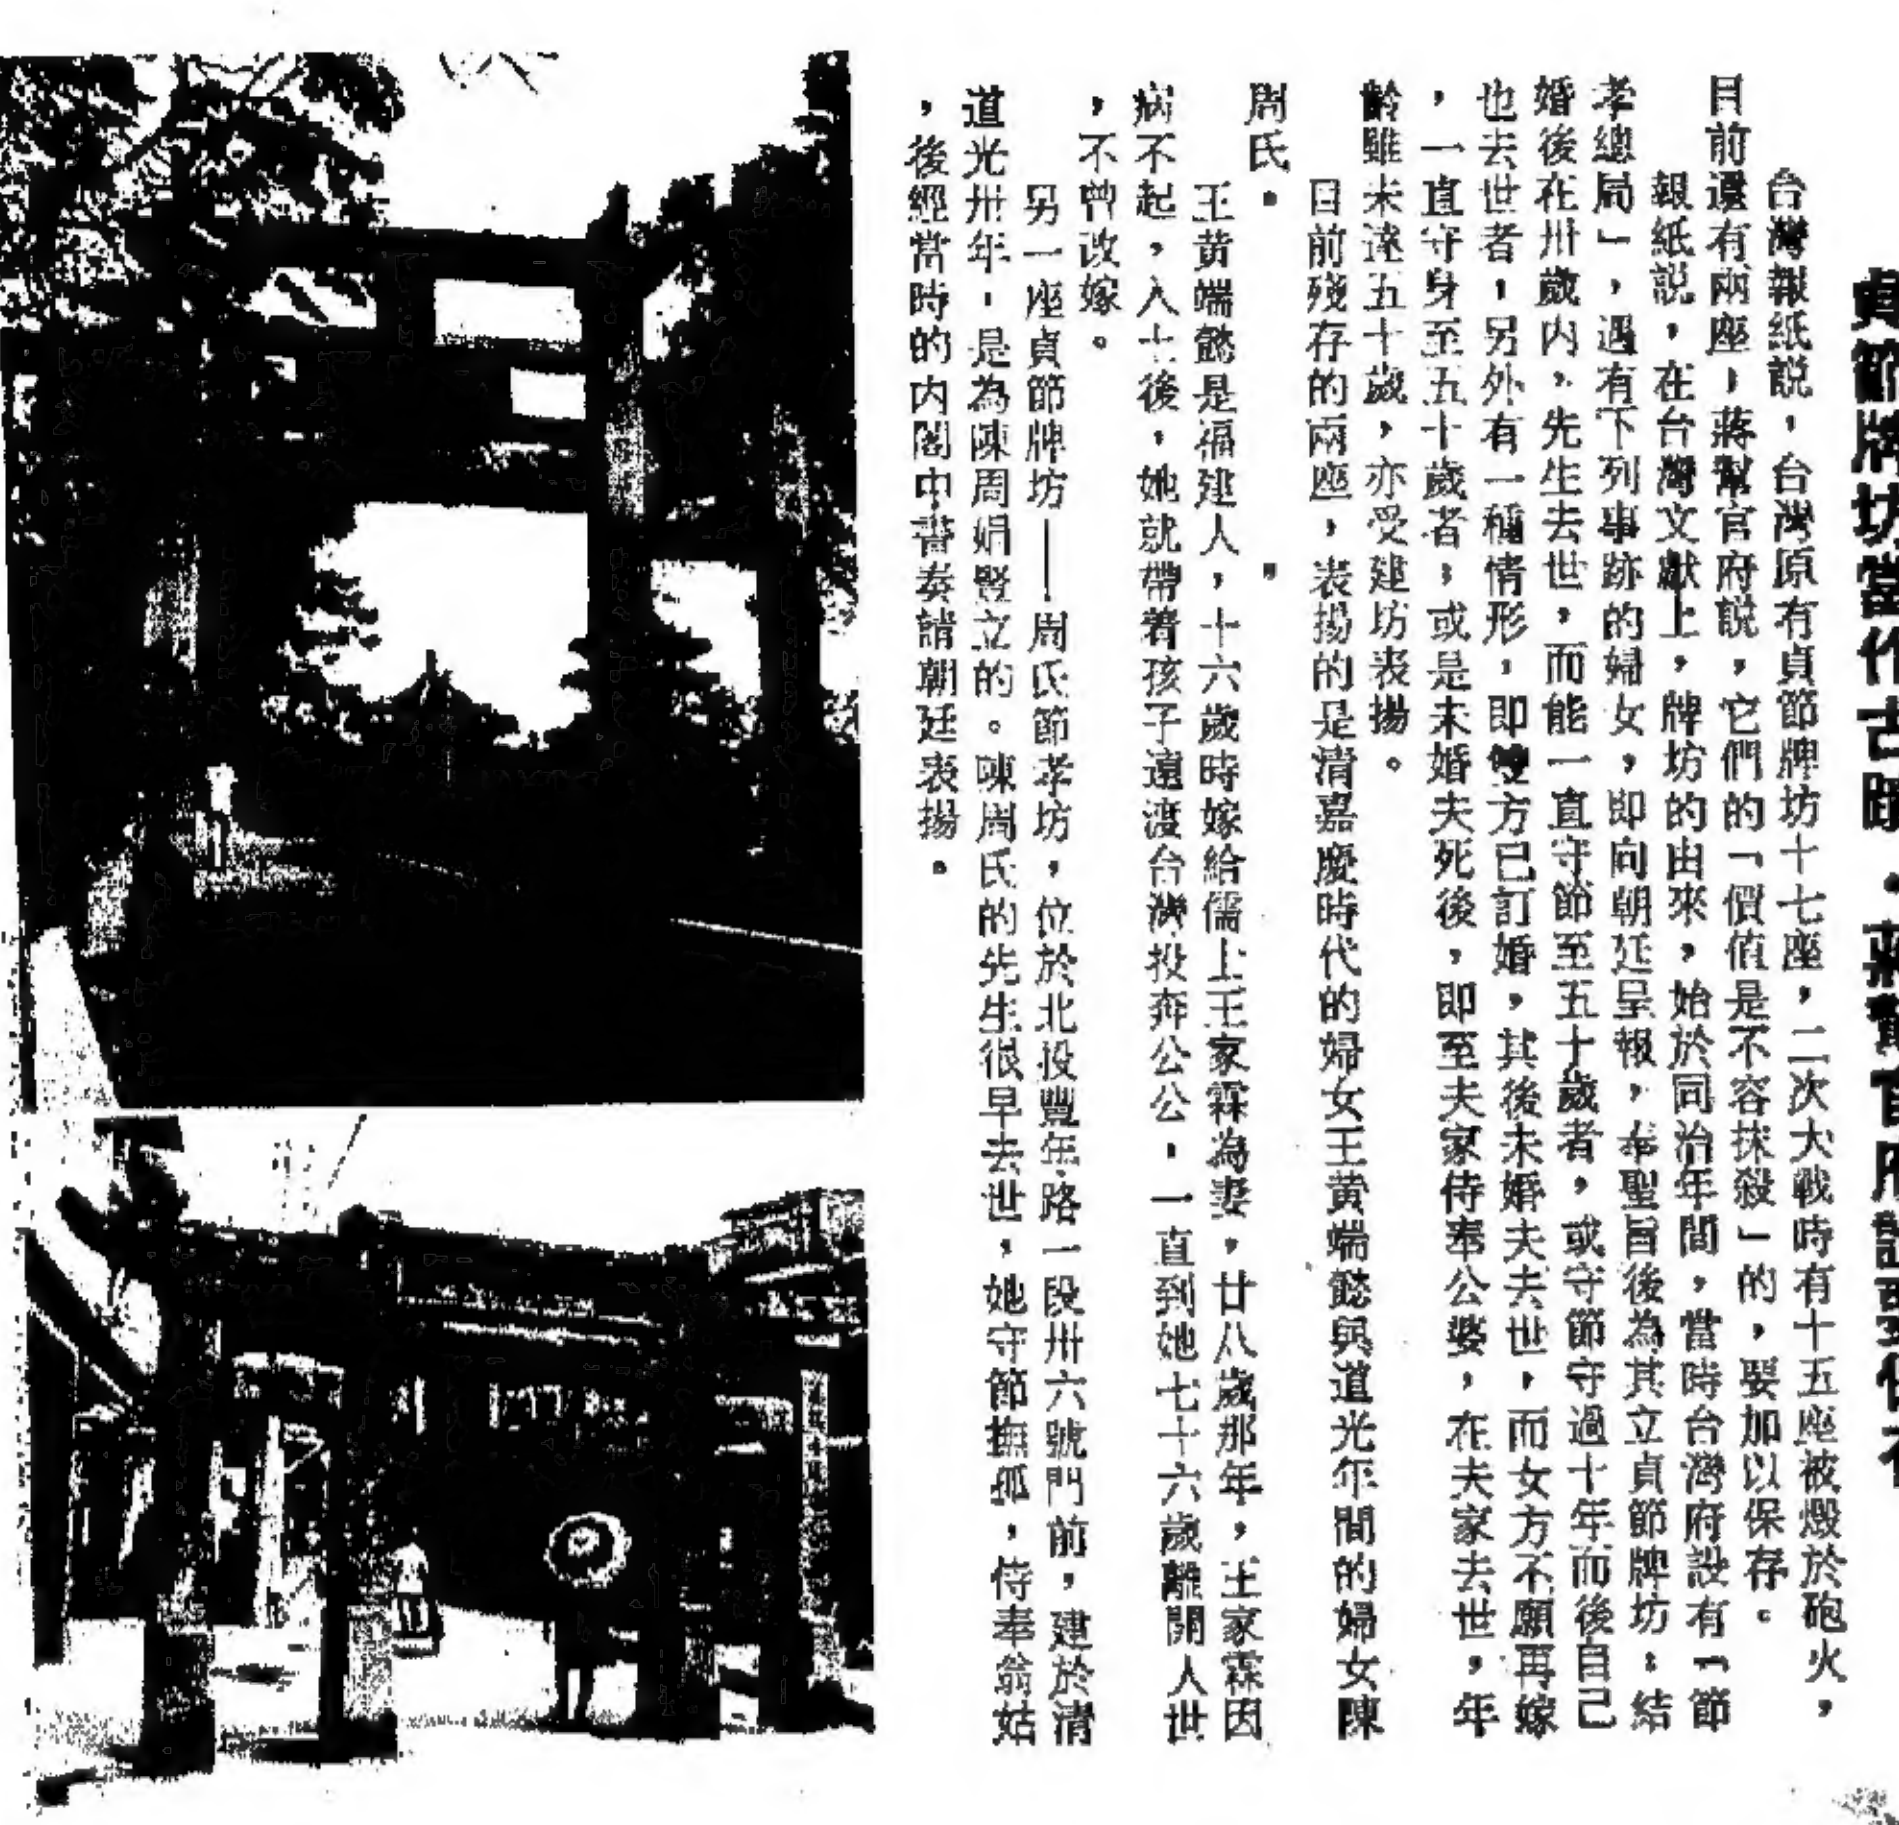 貞節牌坊當作古蹟·蔣幫官府說要保存
台灣報紙説，台灣原有貞節牌坊十七座，二次大戰時有十五座被燬於砲火，
目前還有兩座，蔣幫官府説，它們的「價值是不容抹殺」的，要加以保存。
報紙説，在台灣文獻上，牌坊的由來，始於同治年間，當時台灣府設有「節
孝總局」，遇有下列事跡的婦女，即向朝廷呈報，奉聖旨後為其立貞節牌坊：結
婚後在卅歲内，先生去世，而能一直守節至五十歲者，或守節守過十年而後自己
也去世者，另外有一種情形，即雙方已訂婚，其後未婚夫去世，而女方不願再嫁
，一直守身至五十歲者；或是未婚夫死後，即至夫家侍奉公婆，在夫家去世，年
齡雖未達五十歲，亦受建坊表揚。
目前殘存的兩座，表揚的是清嘉慶時代的婦女王黄端懿與道光年間的婦女陳
周氏。
王黄端懿是福建人，十六歲時嫁給儒士王家霖為妻，廿八歲那年，王家霖因
病不起，入土後，她就帶着孩子遠渡台灣投奔公公，一直到她七十六歲離開人世
，不曾改嫁。
另一座貞節牌坊——周氏節孝坊，位於北投豐年路一段卅六號門前，建於清
道光卅年，是為陳周娟豎立的。陳周氏的先生很早去世，她守節撫孤，侍奉翁姑
，後經當時的内閣中書奏請朝廷表揚。